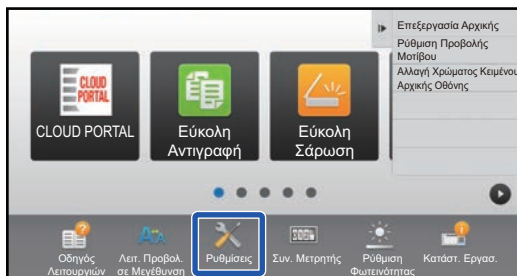 Επεξεργασία Αρχικής
Ρύθμιση Προβολής
Μοτίβου
Αλλαγή Χρώματος Κειμένου
Αρχικής Οθόνης
CLOUD
PORTAL
CLOUD PORTAL
Εύκολη
Αντιγραφή
Εύκολη
Σάρωση
Οδηγός
Λειτουργιών
Λειτ. Προβολ.
σε Μεγέθυνση
Ρυθμίσεις
Συν. Μετρητής
Ρύθμιση
Φωτεινότητας
Κατάστ. Εργασ.